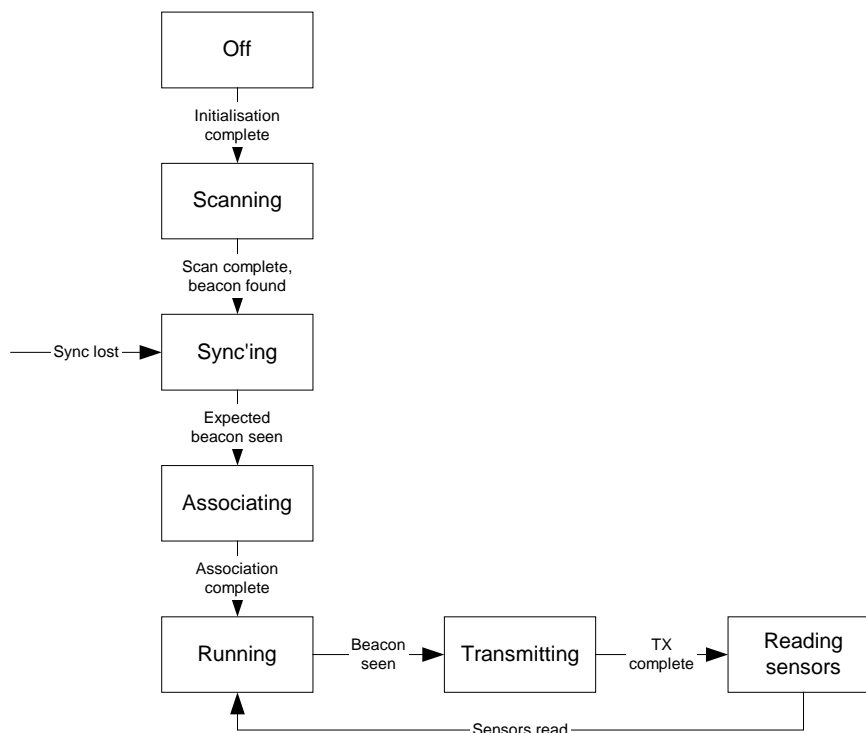 Off
Initialisation
complete
Scanning
Scan complete,
beacon found
Sync lost
Sync'ing
Expected
beacon seen
Associating
Association
complete
Running
Beacon
seen
Transmitting
TX
complete
Reading
sensors
Sensors read